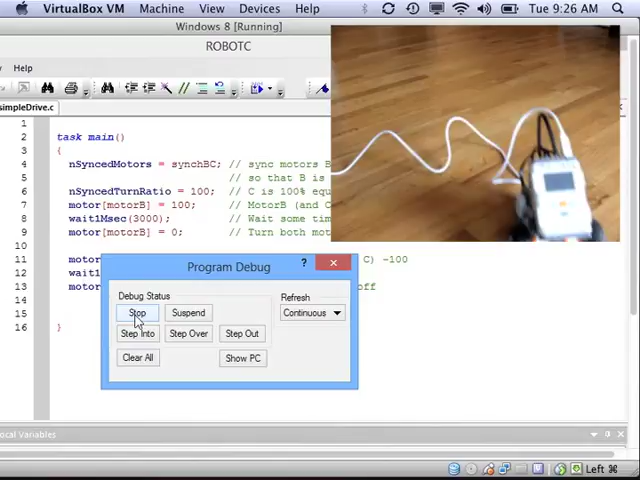 VirtualBox VM Machine View Devices Help Tue 9:26 AM
Windows 8 [Running]
ROBOTC
Help
simpleDrive.c
1
2 task main()
3 {
4 nSyncedMotors = synchBC; // sync motors B
5 // so that B is
6 nSyncedTurnRatio = 100; // C is 100% equ
7 motor[motorB] = 100; // MotorB (and C
8 wait1Msec(3000); // Wait some tim
9 motor[motorB] = 0; // Turn both mot
10
11 motor C) -100
12 wait1
13 motor off
16 }
Program Debug ? x
Debug Status
Stop Suspend
Step Into Step Over Step Out
Clear All Show PC
Refresh
Continuous
ocal Variables
Left ⌘